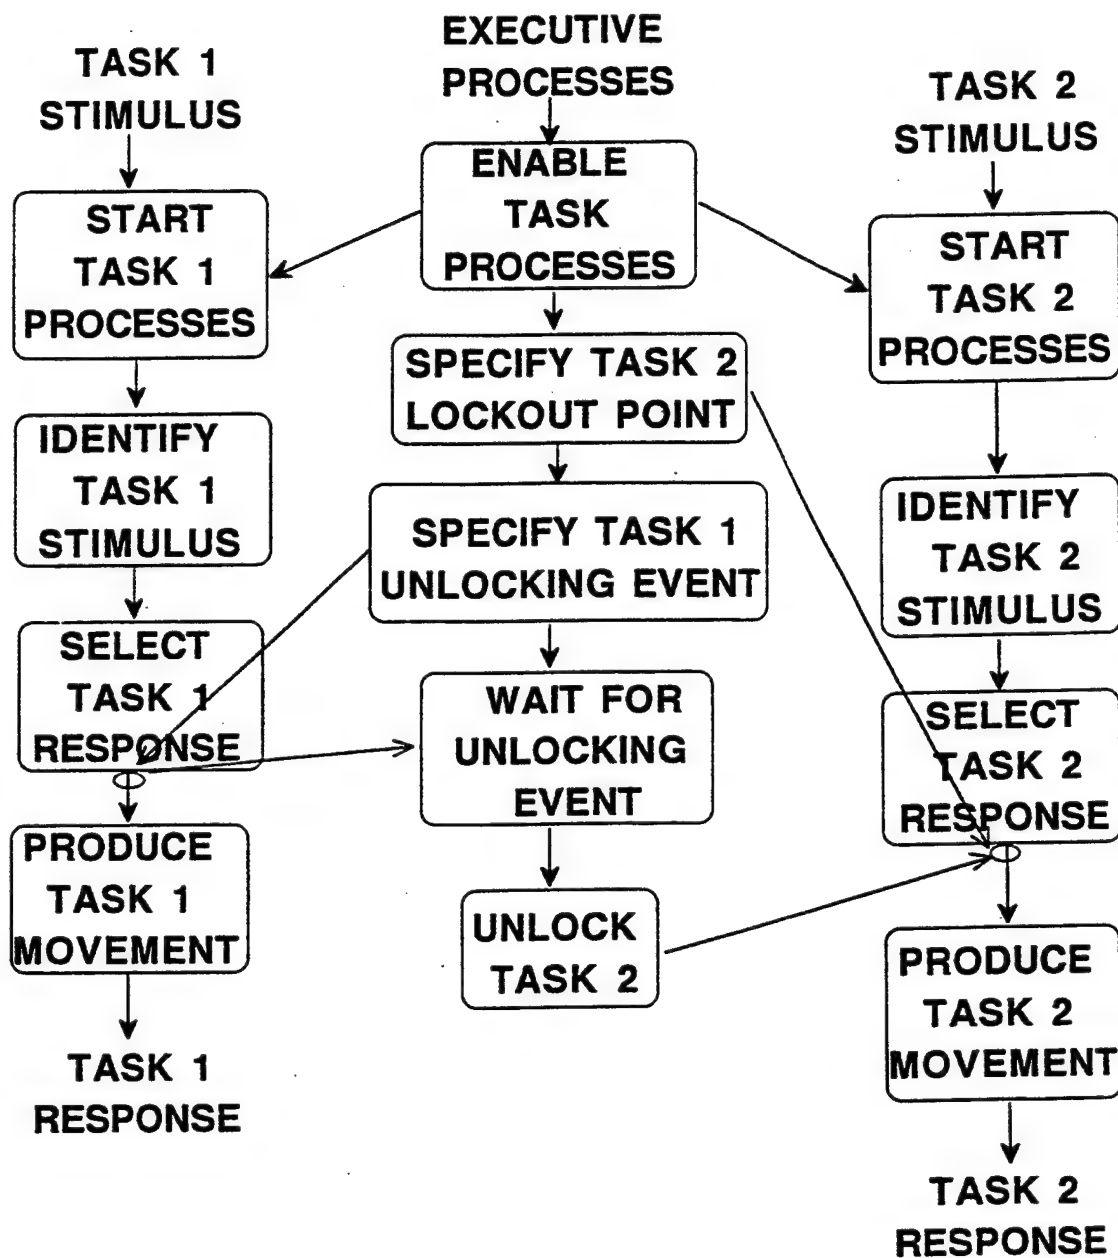 TASK 1
STIMULUS
START
TASK 1
PROCESSES
IDENTIFY
TASK 1
STIMULUS
SELECT
TASK 1
RESPONSE
PRODUCE
TASK 1
MOVEMENT
TASK 1
RESPONSE
EXECUTIVE
PROCESSES
ENABLE
TASK
PROCESSES
SPECIFY TASK 2
LOCKOUT POINT
SPECIFY TASK 1
UNLOCKING EVENT
WAIT FOR
UNLOCKING
EVENT
UNLOCK
TASK 2
TASK 2
STIMULUS
START
TASK 2
PROCESSES
IDENTIFY
TASK 2
STIMULUS
SELECT
TASK 2
RESPONSE
PRODUCE
TASK 2
MOVEMENT
TASK 2
RESPONSE